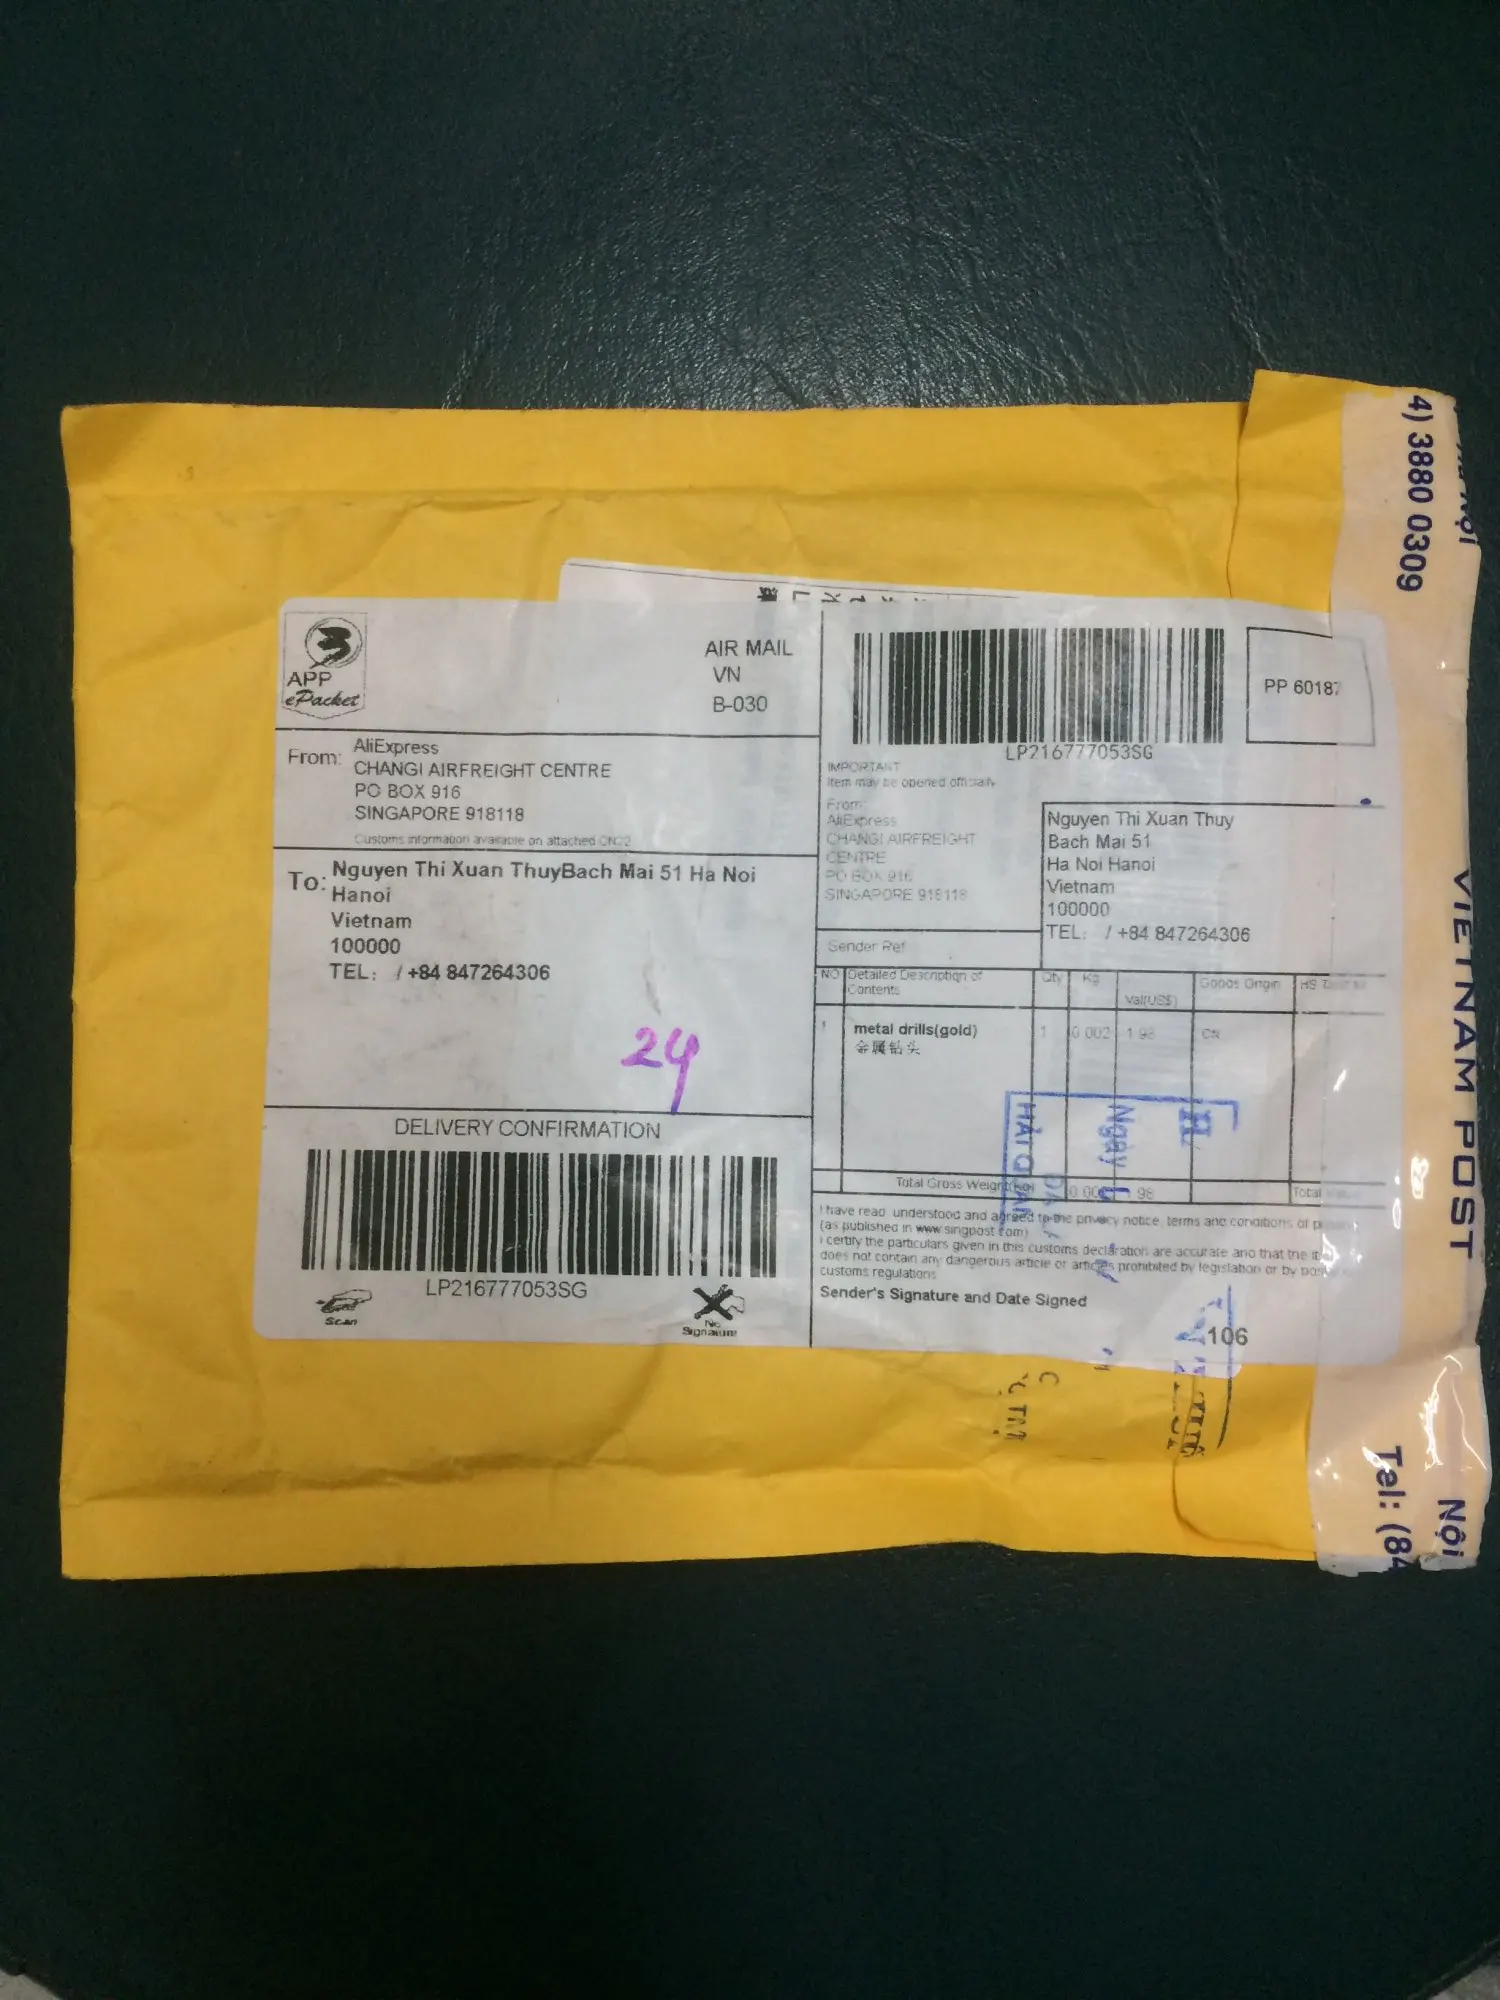 APP
ePacket
AIR MAIL
VN
B-030
From:
AliExpress
CHANGI AIRFREIGHT CENTRE
PO BOX 916
SINGAPORE 918118
Customs information available on attached CN22
To:
Nguyen Thi Xuan ThuyBach Mai 51 Ha Noi
Hanoi
Vietnam
100000
TEL: / +84 847264306
24
DELIVERY CONFIRMATION
LP216777053SG
Scan
No
Signature
LP216777053SG
PP 60187
IMPORTANT
Item may be opened officially
From:
AliExpress
CHANGI AIRFREIGHT
CENTRE
PO BOX 916
SINGAPORE 918118
Sender Ref
Nguyen Thi Xuan Thuy
Bach Mai 51
Ha Noi Hanoi
Vietnam
100000
TEL: / +84 847264306
NO Detailed Description of Contents Qty Kg Val(US$) Goods Origin HS
1 metal drills(gold) 1 0.002 1.98 CN
金属钻头
Total Gross Weight(Kg) 1.98 Total
I have read, understood and agreed to the privacy notice, terms and conditions of
(as published in www.singpost.com)
I certify the particulars given in this customs declaration are accurate and that the
does not contain any dangerous article or articles prohibited by legislation or by
customs regulations
Sender's Signature and Date Signed
106
HẢI QUAN
Ngày
4) 3880 0309
Nội
VIETNAM POST
Tel: (84
Nội